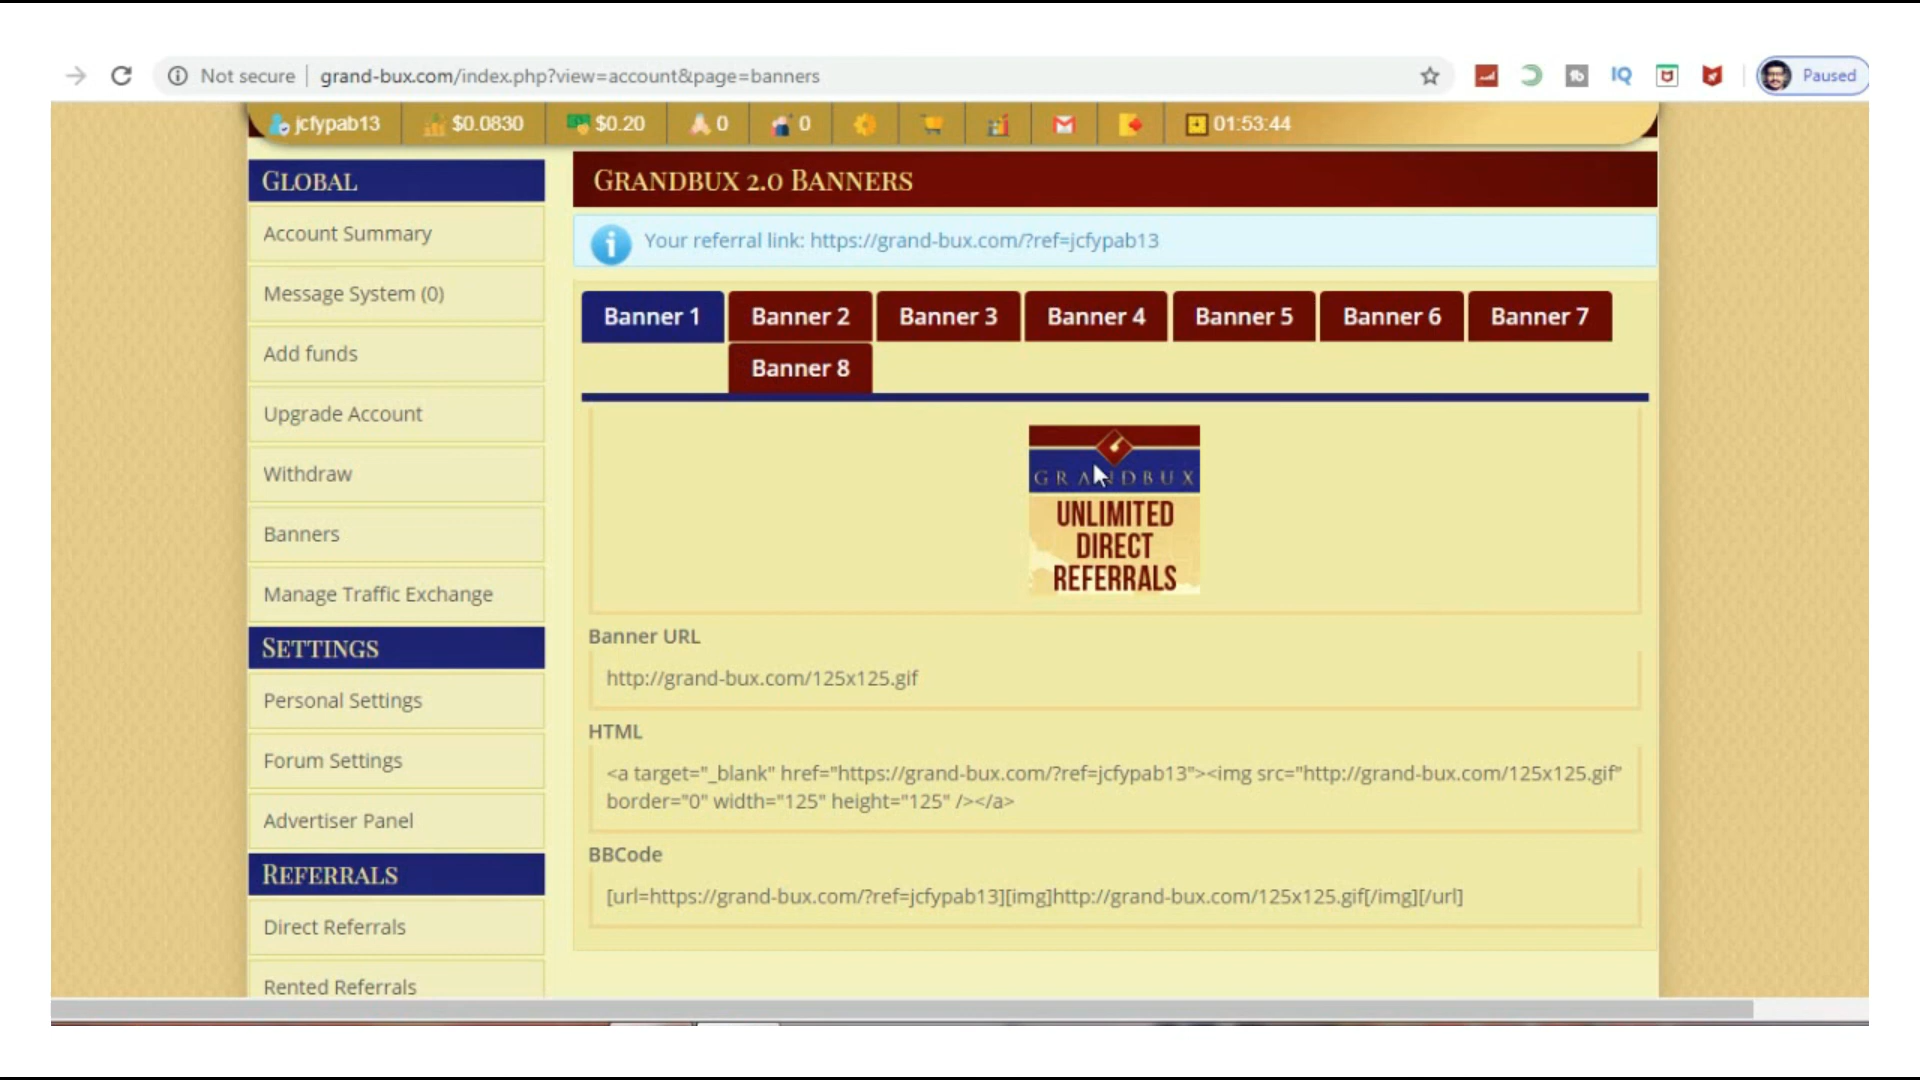 Not secure | grand-bux.com/index.php?view=account&page=banners
IQ
Paused
jcfypab13 $0.0830 $0.20 0 0 01:53:44
GLOBAL
Account Summary
Message System (0)
Add funds
Upgrade Account
Withdraw
Banners
Manage Traffic Exchange
SETTINGS
Personal Settings
Forum Settings
Advertiser Panel
REFERRALS
Direct Referrals
Rented Referrals
GRANDBUX 2.0 BANNERS
Your referral link: https://grand-bux.com/?ref=jcfypab13
Banner 1 Banner 2 Banner 3 Banner 4 Banner 5 Banner 6 Banner 7
Banner 8
GRANDBUX
UNLIMITED
DIRECT
REFERRALS
Banner URL
http://grand-bux.com/125x125.gif
HTML
<a target="_blank" href="https://grand-bux.com/?ref=jcfypab13"><img src="http://grand-bux.com/125x125.gif"
border="0" width="125" height="125" /></a>
BBCode
[url=https://grand-bux.com/?ref=jcfypab13][img]http://grand-bux.com/125x125.gif[/img][/url]